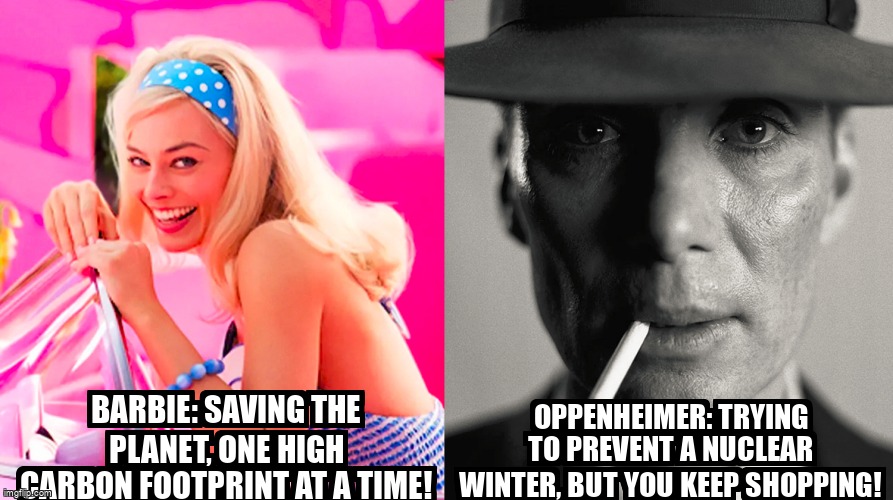 BARBIE: SAVING THE
PLANET, ONE HIGH
CARBON FOOTPRINT AT A TIME!
OPPENHEIMER: TRYING
TO PREVENT A NUCLEAR
WINTER, BUT YOU KEEP SHOPPING!
imgflip.com